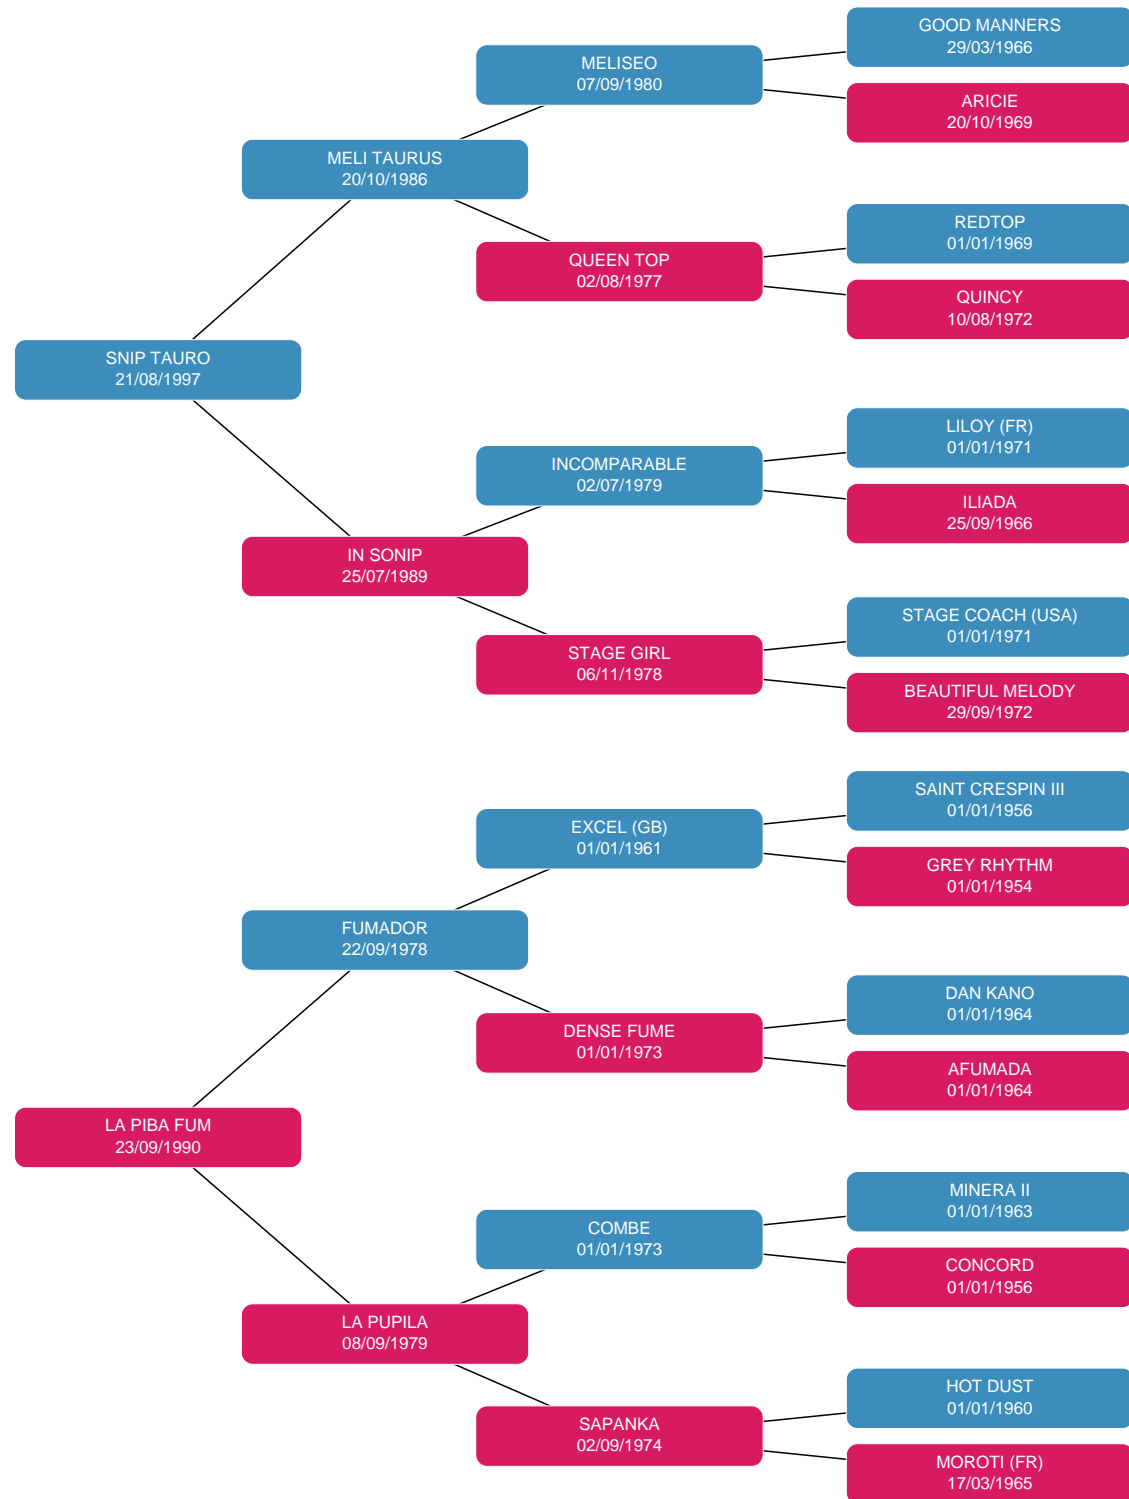 GOOD MANNERS
29/03/1966
MELISEO
07/09/1980
ARICIE
20/10/1969
MELI TAURUS
20/10/1986
REDTOP
01/01/1969
QUEEN TOP
02/08/1977
QUINCY
10/08/1972
SNIP TAURO
21/08/1997
LILOY (FR)
01/01/1971
INCOMPARABLE
02/07/1979
ILIADA
25/09/1966
IN SONIP
25/07/1989
STAGE COACH (USA)
01/01/1971
STAGE GIRL
06/11/1978
BEAUTIFUL MELODY
29/09/1972
SAINT CRESPIN III
01/01/1956
EXCEL (GB)
01/01/1961
GREY RHYTHM
01/01/1954
FUMADOR
22/09/1978
DAN KANO
01/01/1964
DENSE FUME
01/01/1973
AFUMADA
01/01/1964
LA PIBA FUM
23/09/1990
MINERA II
01/01/1963
COMBE
01/01/1973
CONCORD
01/01/1956
LA PUPILA
08/09/1979
HOT DUST
01/01/1960
SAPANKA
02/09/1974
MOROTI (FR)
17/03/1965